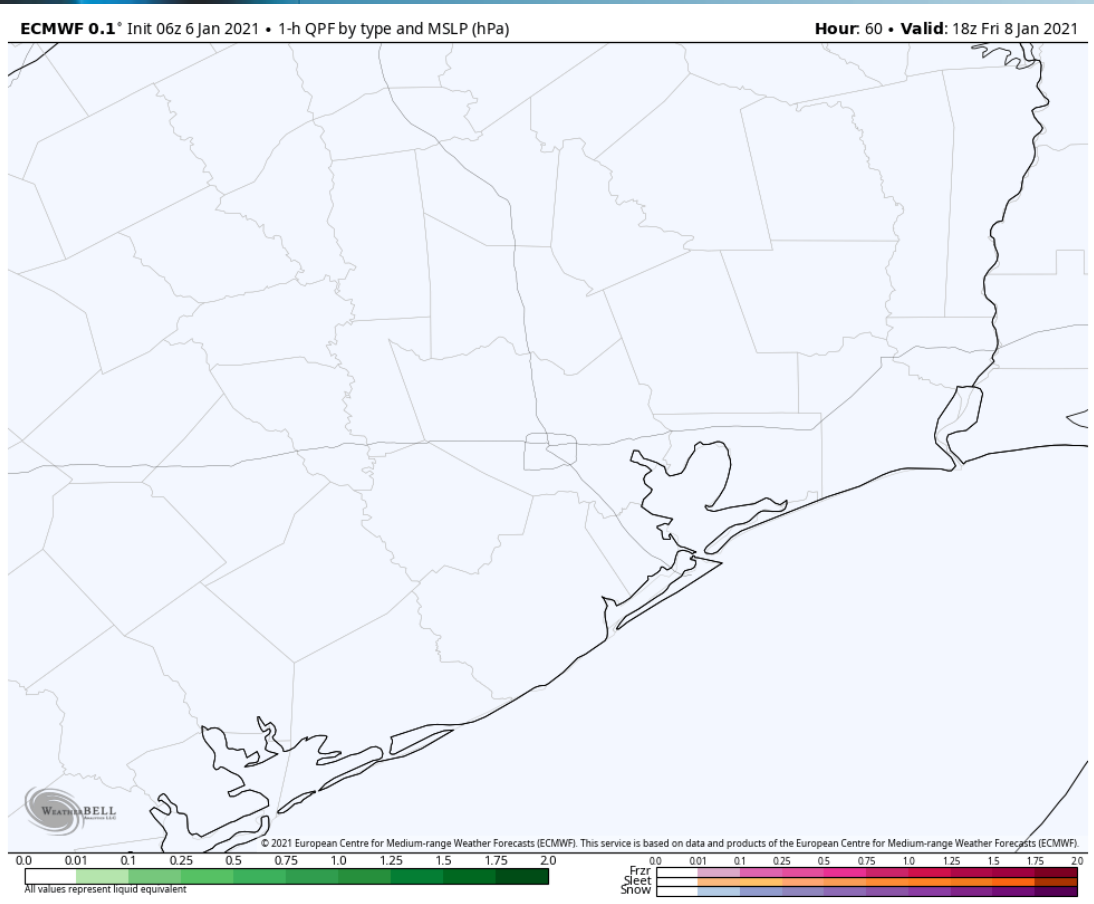 ECMWF 0.1° Init 06z 6 Jan 2021 • 1-h QPF by type and MSLP (hPa) Hour: 60 • Valid: 18z Fri 8 Jan 2021
WEATHERBELL
© 2021 European Centre for Medium-range Weather Forecasts (ECMWF). This service is based on data and products of the European Centre for Medium-range Weather Forecasts (ECMWF).
0.0 0.01 0.1 0.25 0.5 0.75 1.0 1.25 1.5 1.75 2.0
All values represent liquid equivalent
0.0 0.01 0.1 0.25 0.5 0.75 1.0 1.25 1.5 1.75 2.0
Frzr
Sleet
Snow